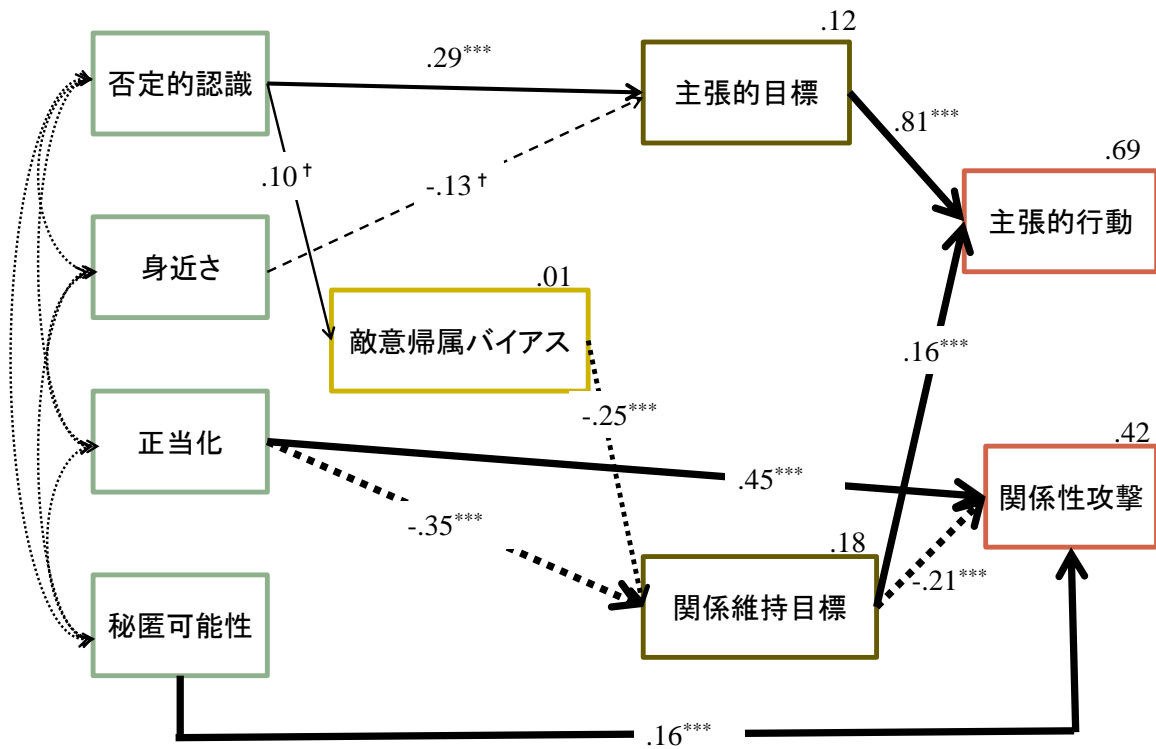 .12
.29***
否定的認識
主張的目標
.81***
.69
.10†
-.13†
身近さ
主張的行動
.01
敵意帰属バイアス
.16***
-.25***
正当化
.42
.45***
関係性攻撃
-.35***
.18
-.21***
関係維持目標
秘匿可能性
.16***